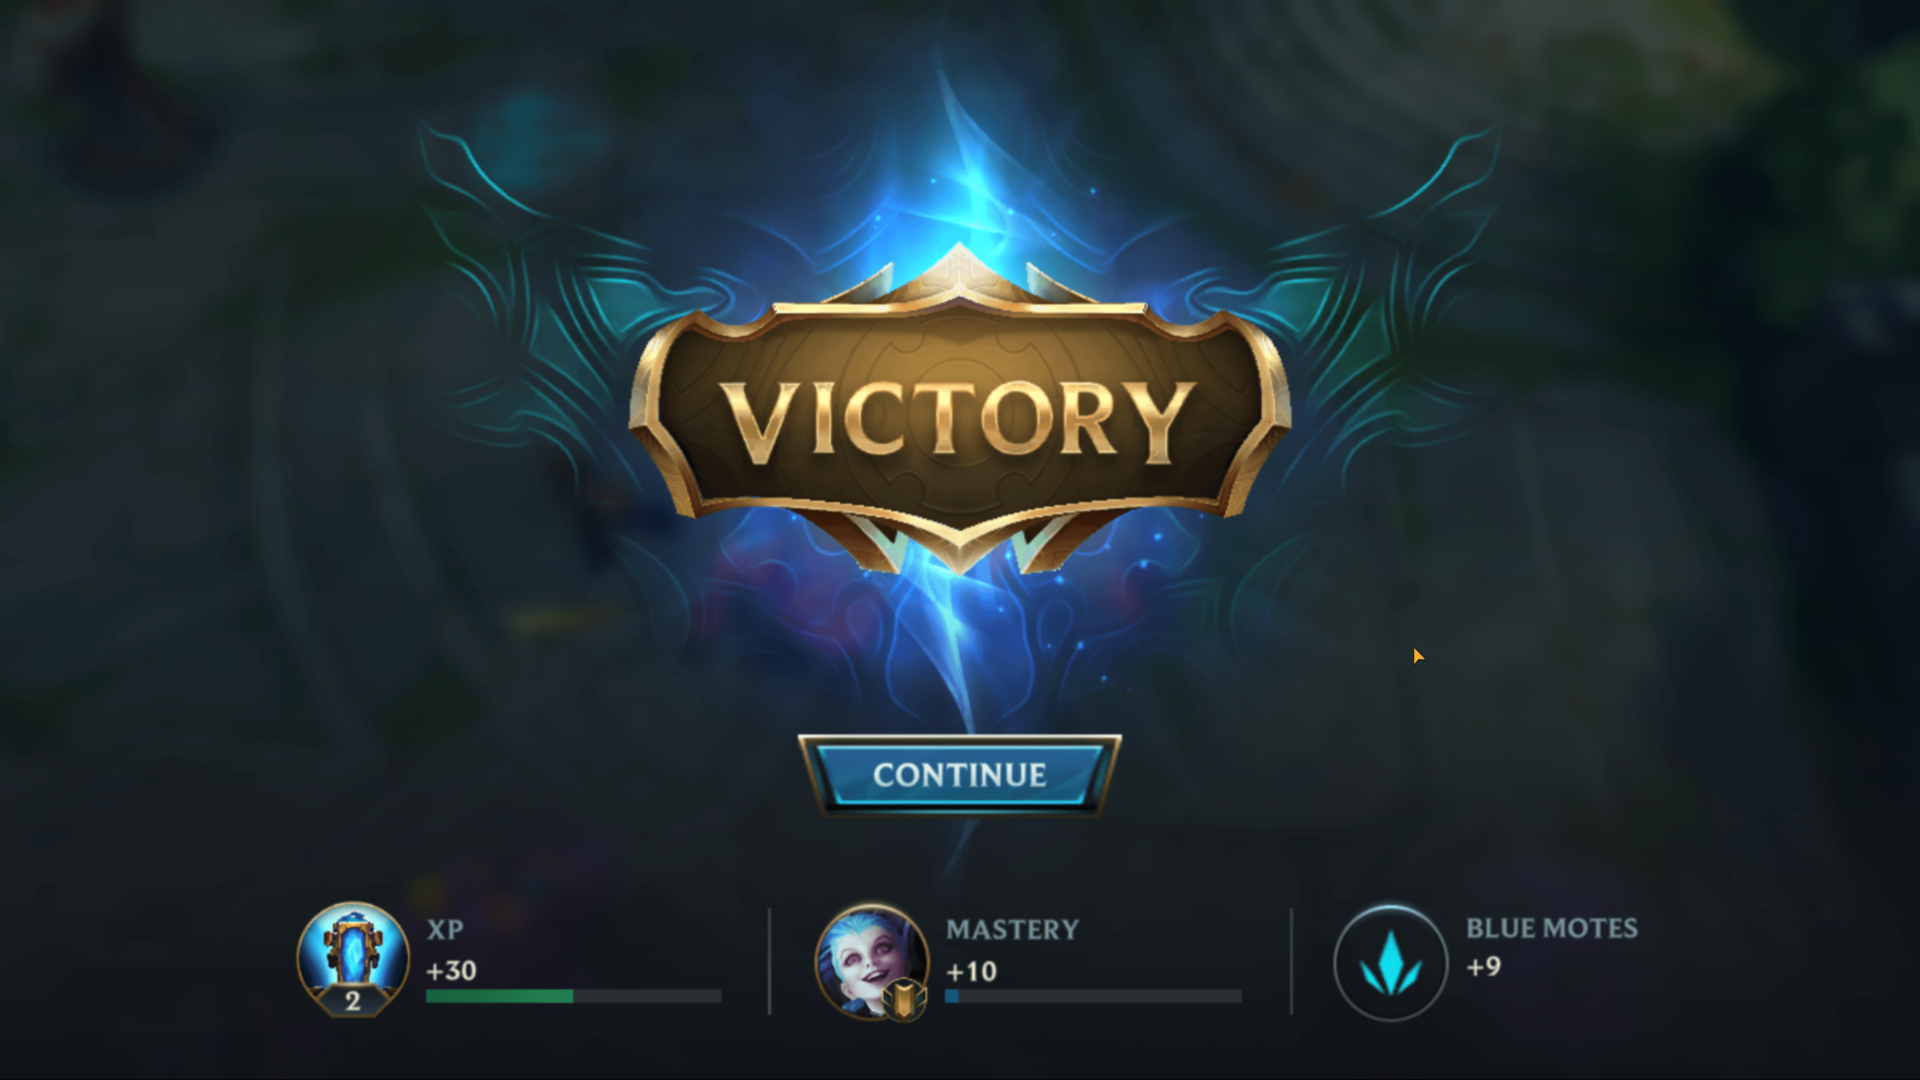 VICTORY
CONTINUE
XP
+30
2
MASTERY
+10
BLUE MOTES
+9